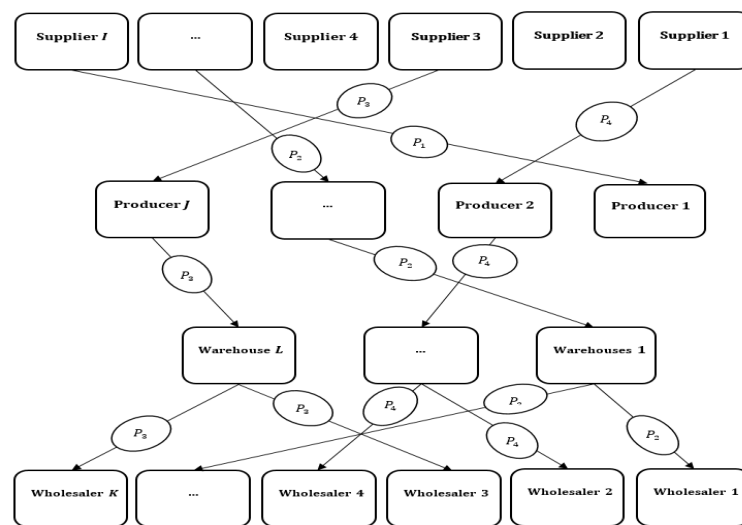 Supplier I
...
Supplier 4
Supplier 3
Supplier 2
Supplier 1
P₃
P₄
P₁
P₂
Producer J
...
Producer 2
Producer 1
P₃
P₂
P₄
Warehouse L
...
Warehouses 1
P₃
P₃
P₄
P₂
P₄
P₂
Wholesaler K
...
Wholesaler 4
Wholesaler 3
Wholesaler 2
Wholesaler 1